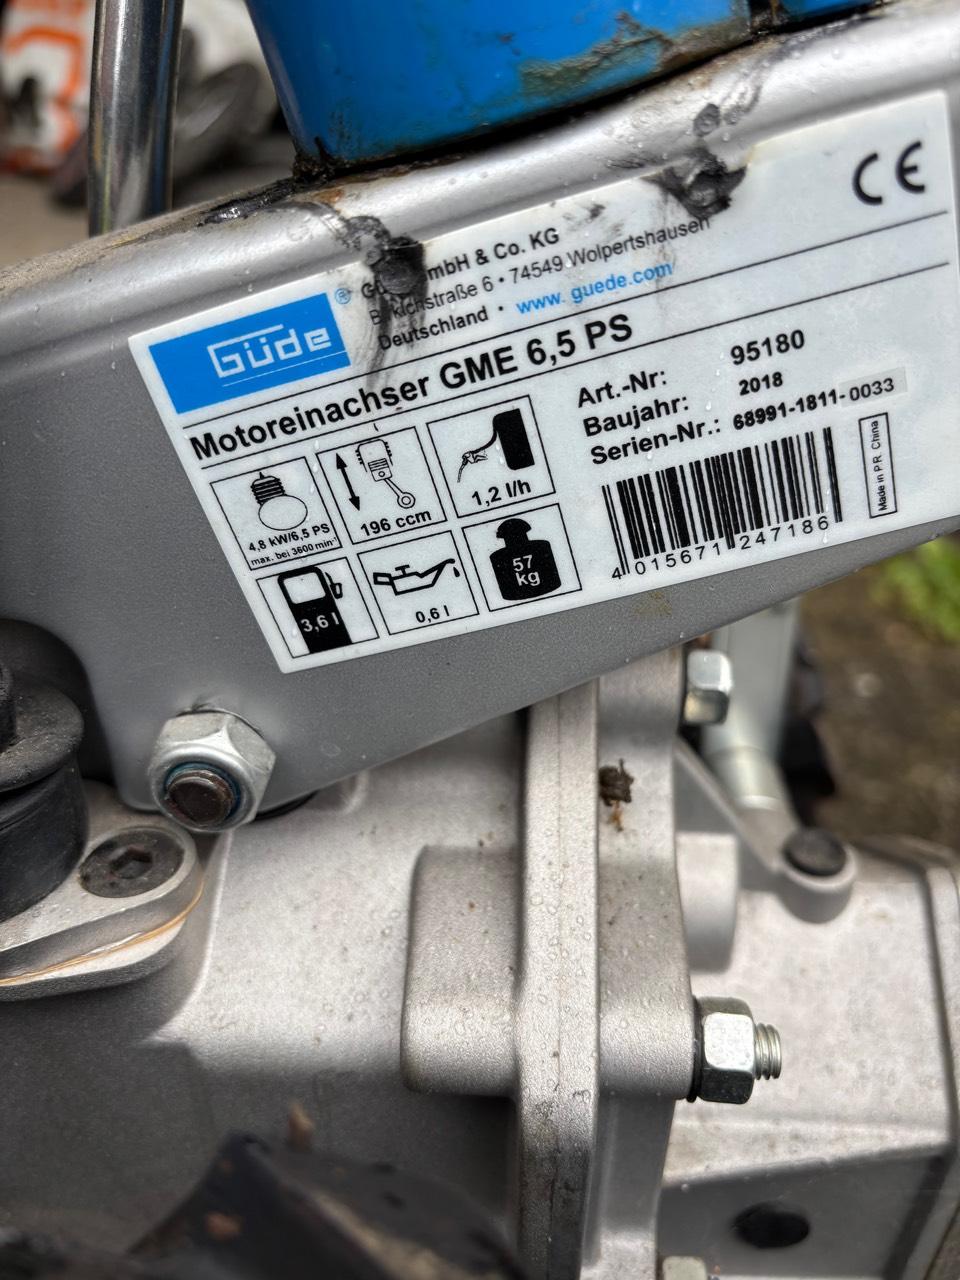 CE
GmbH & Co. KG
6 • 74549 Wolpertshausen
Deutschland • www. guede.com
Güde ®
Motoreinachser GME 6,5 PS
Art.-Nr: 95180
Baujahr: 2018
Serien-Nr.: 68991-1811-0033
4,8 kW/6,5 PS
max. bei 3600 min-¹
196 ccm
1,2 l/h
3,6 l
0,6 l
57
kg
4 015671 247186
Made in P.R. China